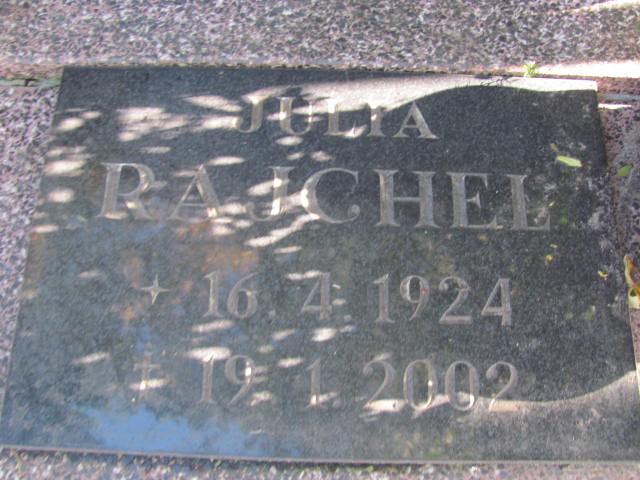 JULIA
RAJCHEL
✦ 16. 4. 1924
† 19. 1. 2002